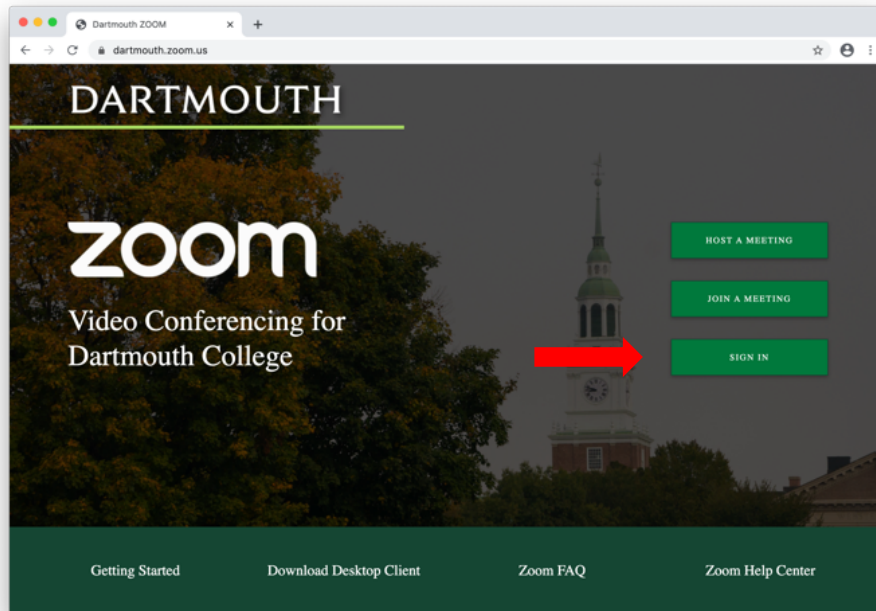 Dartmouth ZOOM
dartmouth.zoom.us
DARTMOUTH
zoom
Video Conferencing for
Dartmouth College
HOST A MEETING
JOIN A MEETING
SIGN IN
Getting Started
Download Desktop Client
Zoom FAQ
Zoom Help Center